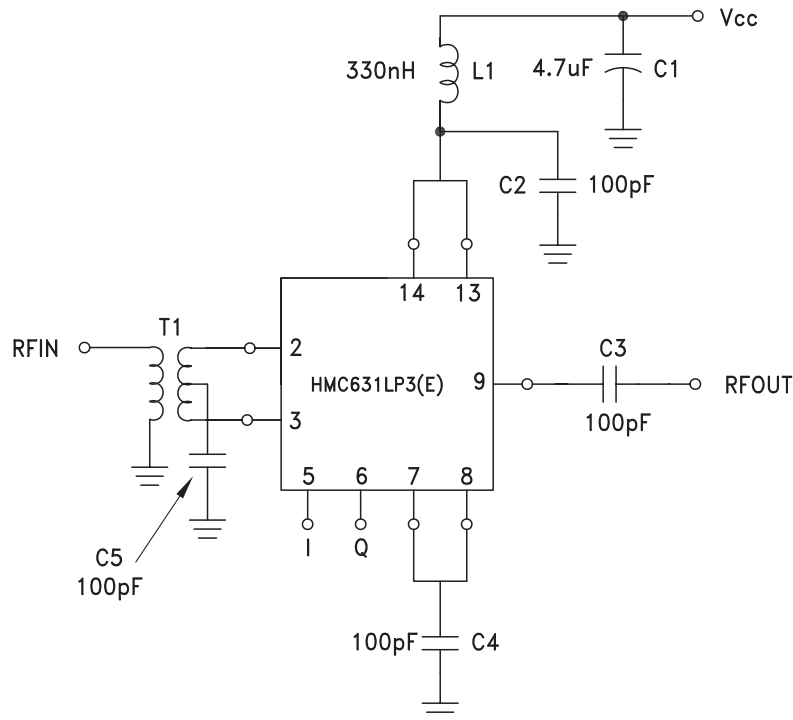 Vcc
330nH L1 4.7uF C1
C2 100pF
14 13
T1
RFIN 2
C3
HMC631LP3(E) 9 RFOUT
3 100pF
5 6 7 8
I Q
C5
100pF
100pF C4